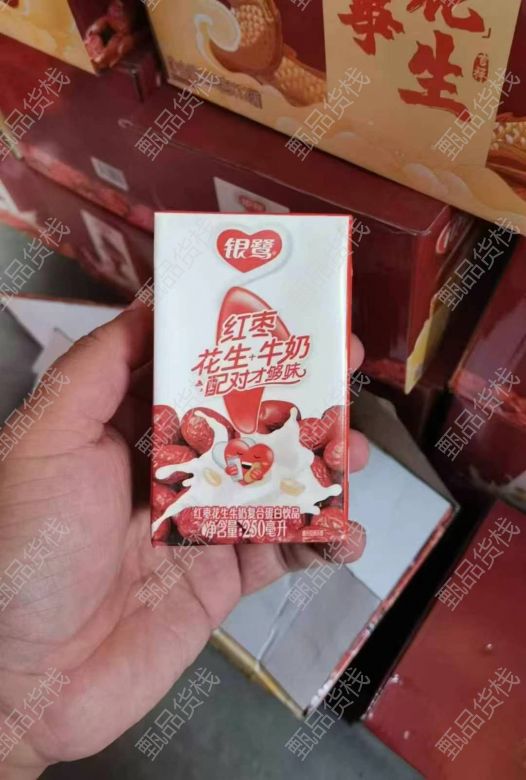 花
生
银鹭
红枣
花生+牛奶
配对才够味
红枣花生牛奶复合蛋白饮品
净含量:250毫升
甄品货栈